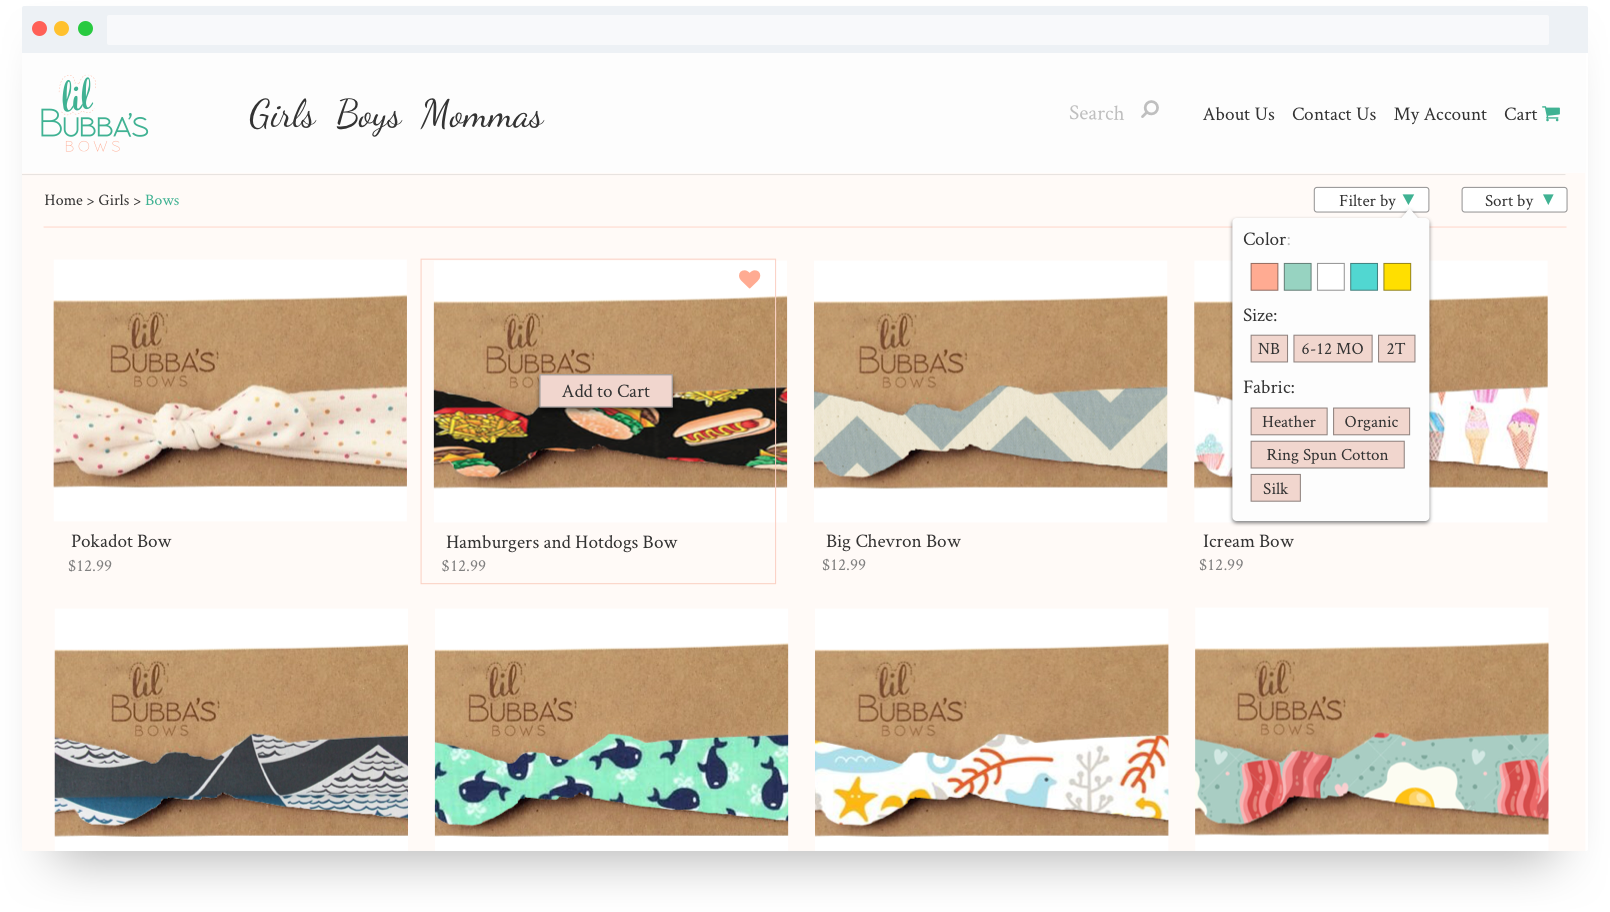 lil
BUBBA'S
BOWS
Girls Boys Mommas
Search
About Us Contact Us My Account Cart
Home > Girls > Bows
Filter by
Sort by
Color:
Size:
NB 6-12 MO 2T
Fabric:
Heather Organic
Ring Spun Cotton
Silk
lil
BUBBA'S
BOWS
Pokadot Bow
$12.99
lil
BUBBA'S
BO
Add to Cart
Hamburgers and Hotdogs Bow
$12.99
lil
BUBBA'S
BOWS
Big Chevron Bow
$12.99
Icream Bow
$12.99
lil
BUBBA'S
BOWS
lil
BUBBA'S
BOWS
lil
BUBBA'S
BOWS
lil
BUBBA'S
BOWS